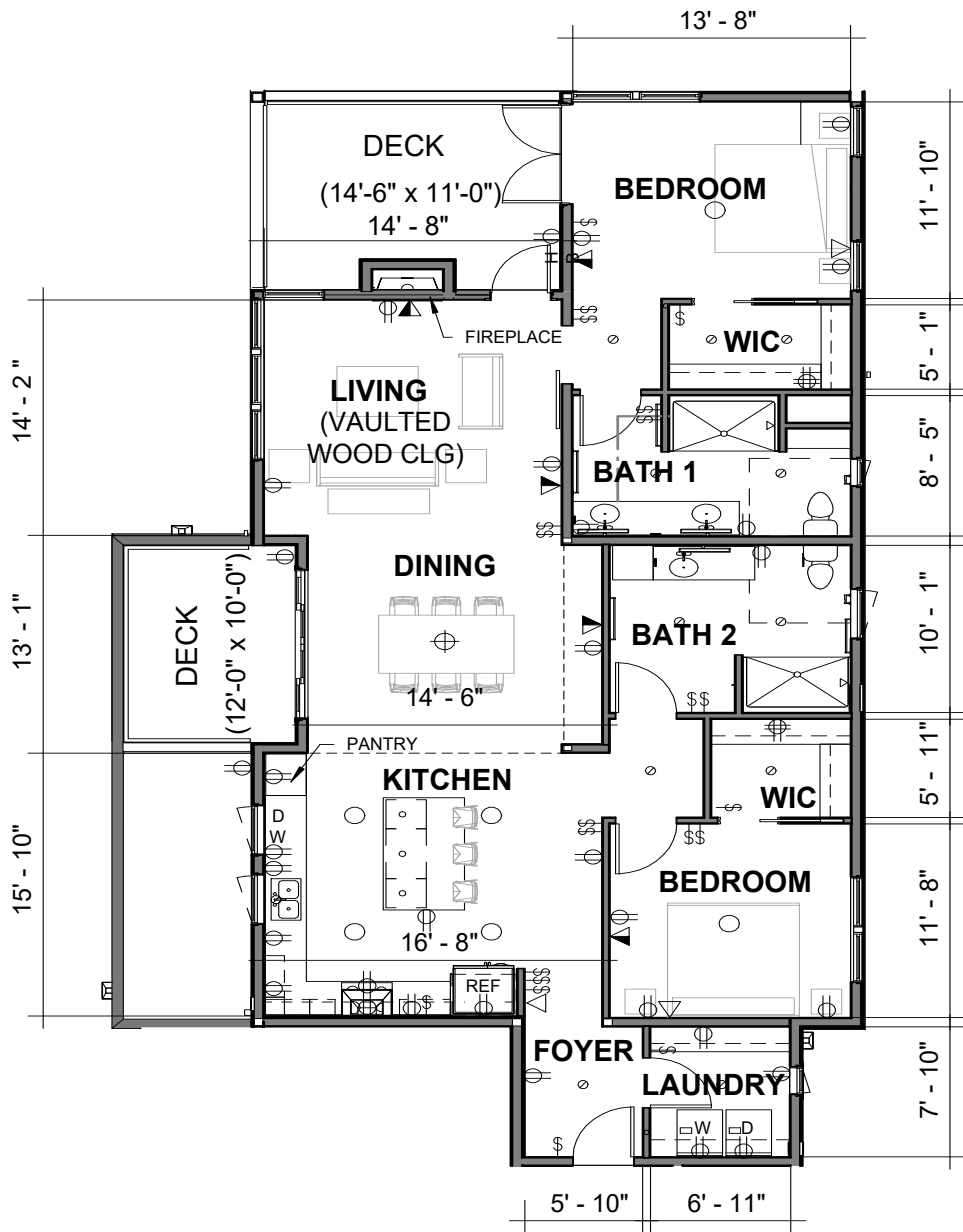 13' - 8"
DECK
(14'-6" x 11'-0")
14' - 8"
BEDROOM
11' - 10"
FIREPLACE
WIC
5' - 1"
14' - 2"
LIVING
(VAULTED
WOOD CLG)
BATH 1
8' - 5"
DINING
13' - 1"
DECK
(12'-0" x 10'-0")
14' - 6"
BATH 2
10' - 1"
PANTRY
KITCHEN
D
W
WIC
5' - 11"
15' - 10"
16' - 8"
REF
BEDROOM
11' - 8"
FOYER
LAUNDRY
W
D
7' - 10"
5' - 10"
6' - 11"